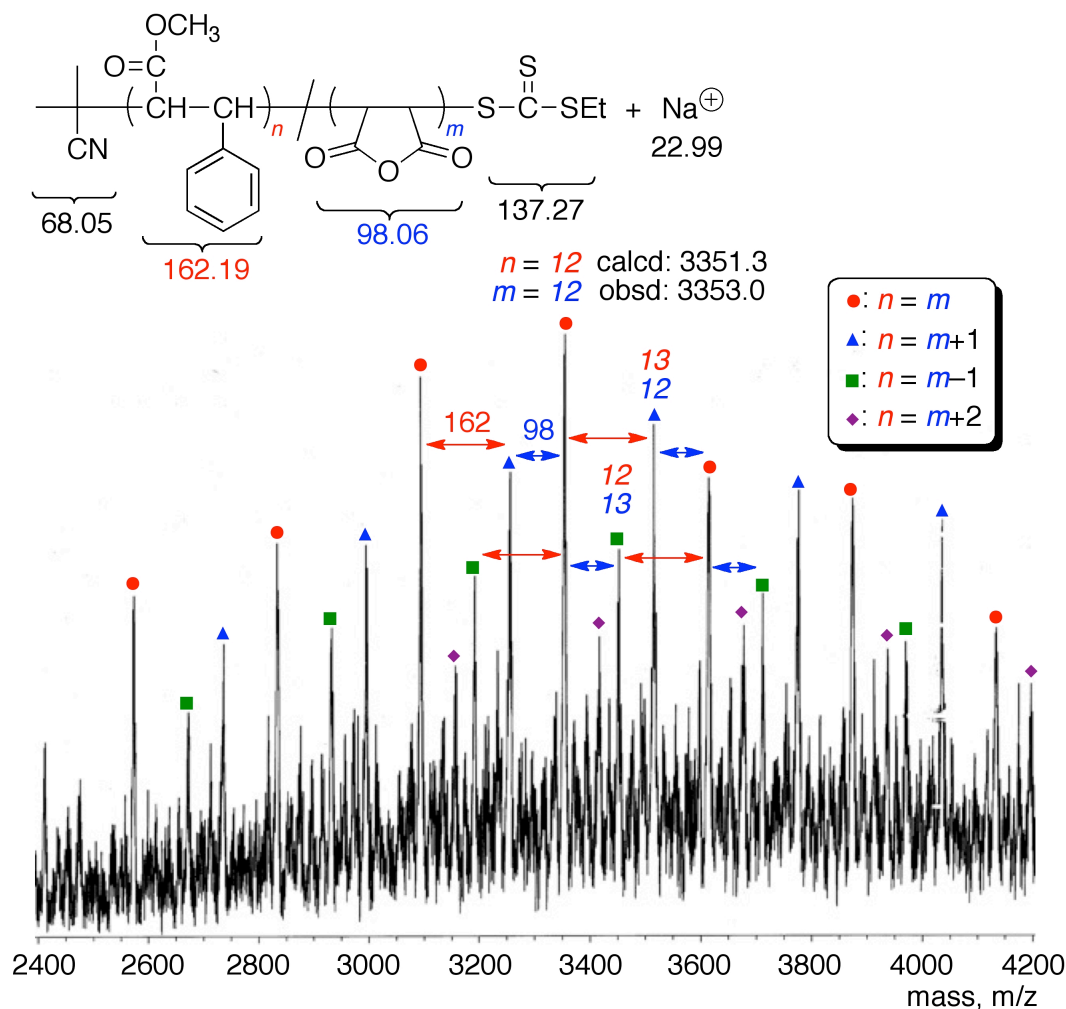 OCH3
O=C S
CH CH n m S C SEt + Na⊕
CN O O O 22.99
68.05 137.27
98.06
162.19
n = 12 calcd: 3351.3
m = 12 obsd: 3353.0
●: n = m
▲: n = m+1
■: n = m–1
◆: n = m+2
13
12
162 98
12
13
2400 2600 2800 3000 3200 3400 3600 3800 4000 4200
mass, m/z